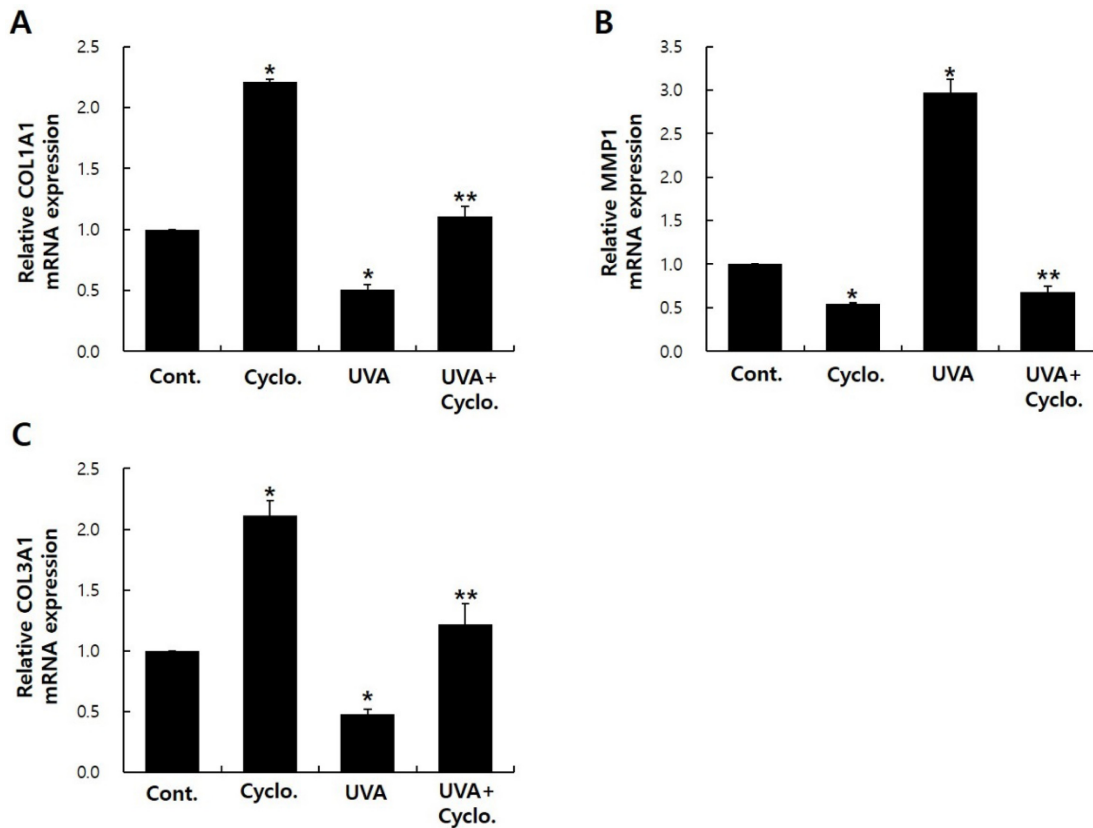 A
Relative COL1A1
mRNA expression
2.5
2.0
1.5
1.0
0.5
0.0
*
*
**
Cont.
Cyclo.
UVA
UVA+
Cyclo.
B
Relative MMP1
mRNA expression
3.5
3.0
2.5
2.0
1.5
1.0
0.5
0.0
*
*
**
Cont.
Cyclo.
UVA
UVA+
Cyclo.
C
Relative COL3A1
mRNA expression
2.5
2.0
1.5
1.0
0.5
0.0
*
*
**
Cont.
Cyclo.
UVA
UVA+
Cyclo.